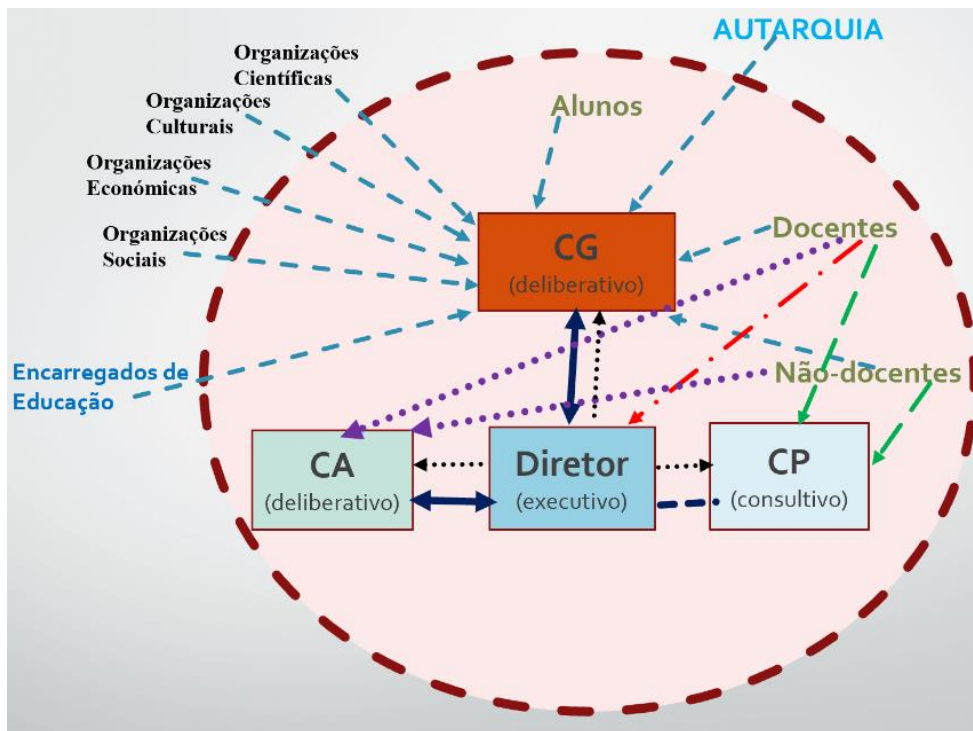 AUTARQUIA
Organizações
Científicas
Organizações
Culturais
Alunos
Organizações
Económicas
Organizações
Sociais
CG
(deliberativo)
Docentes
Encarregados de
Educação
Não-docentes
CA
(deliberativo)
Diretor
(executivo)
CP
(consultivo)